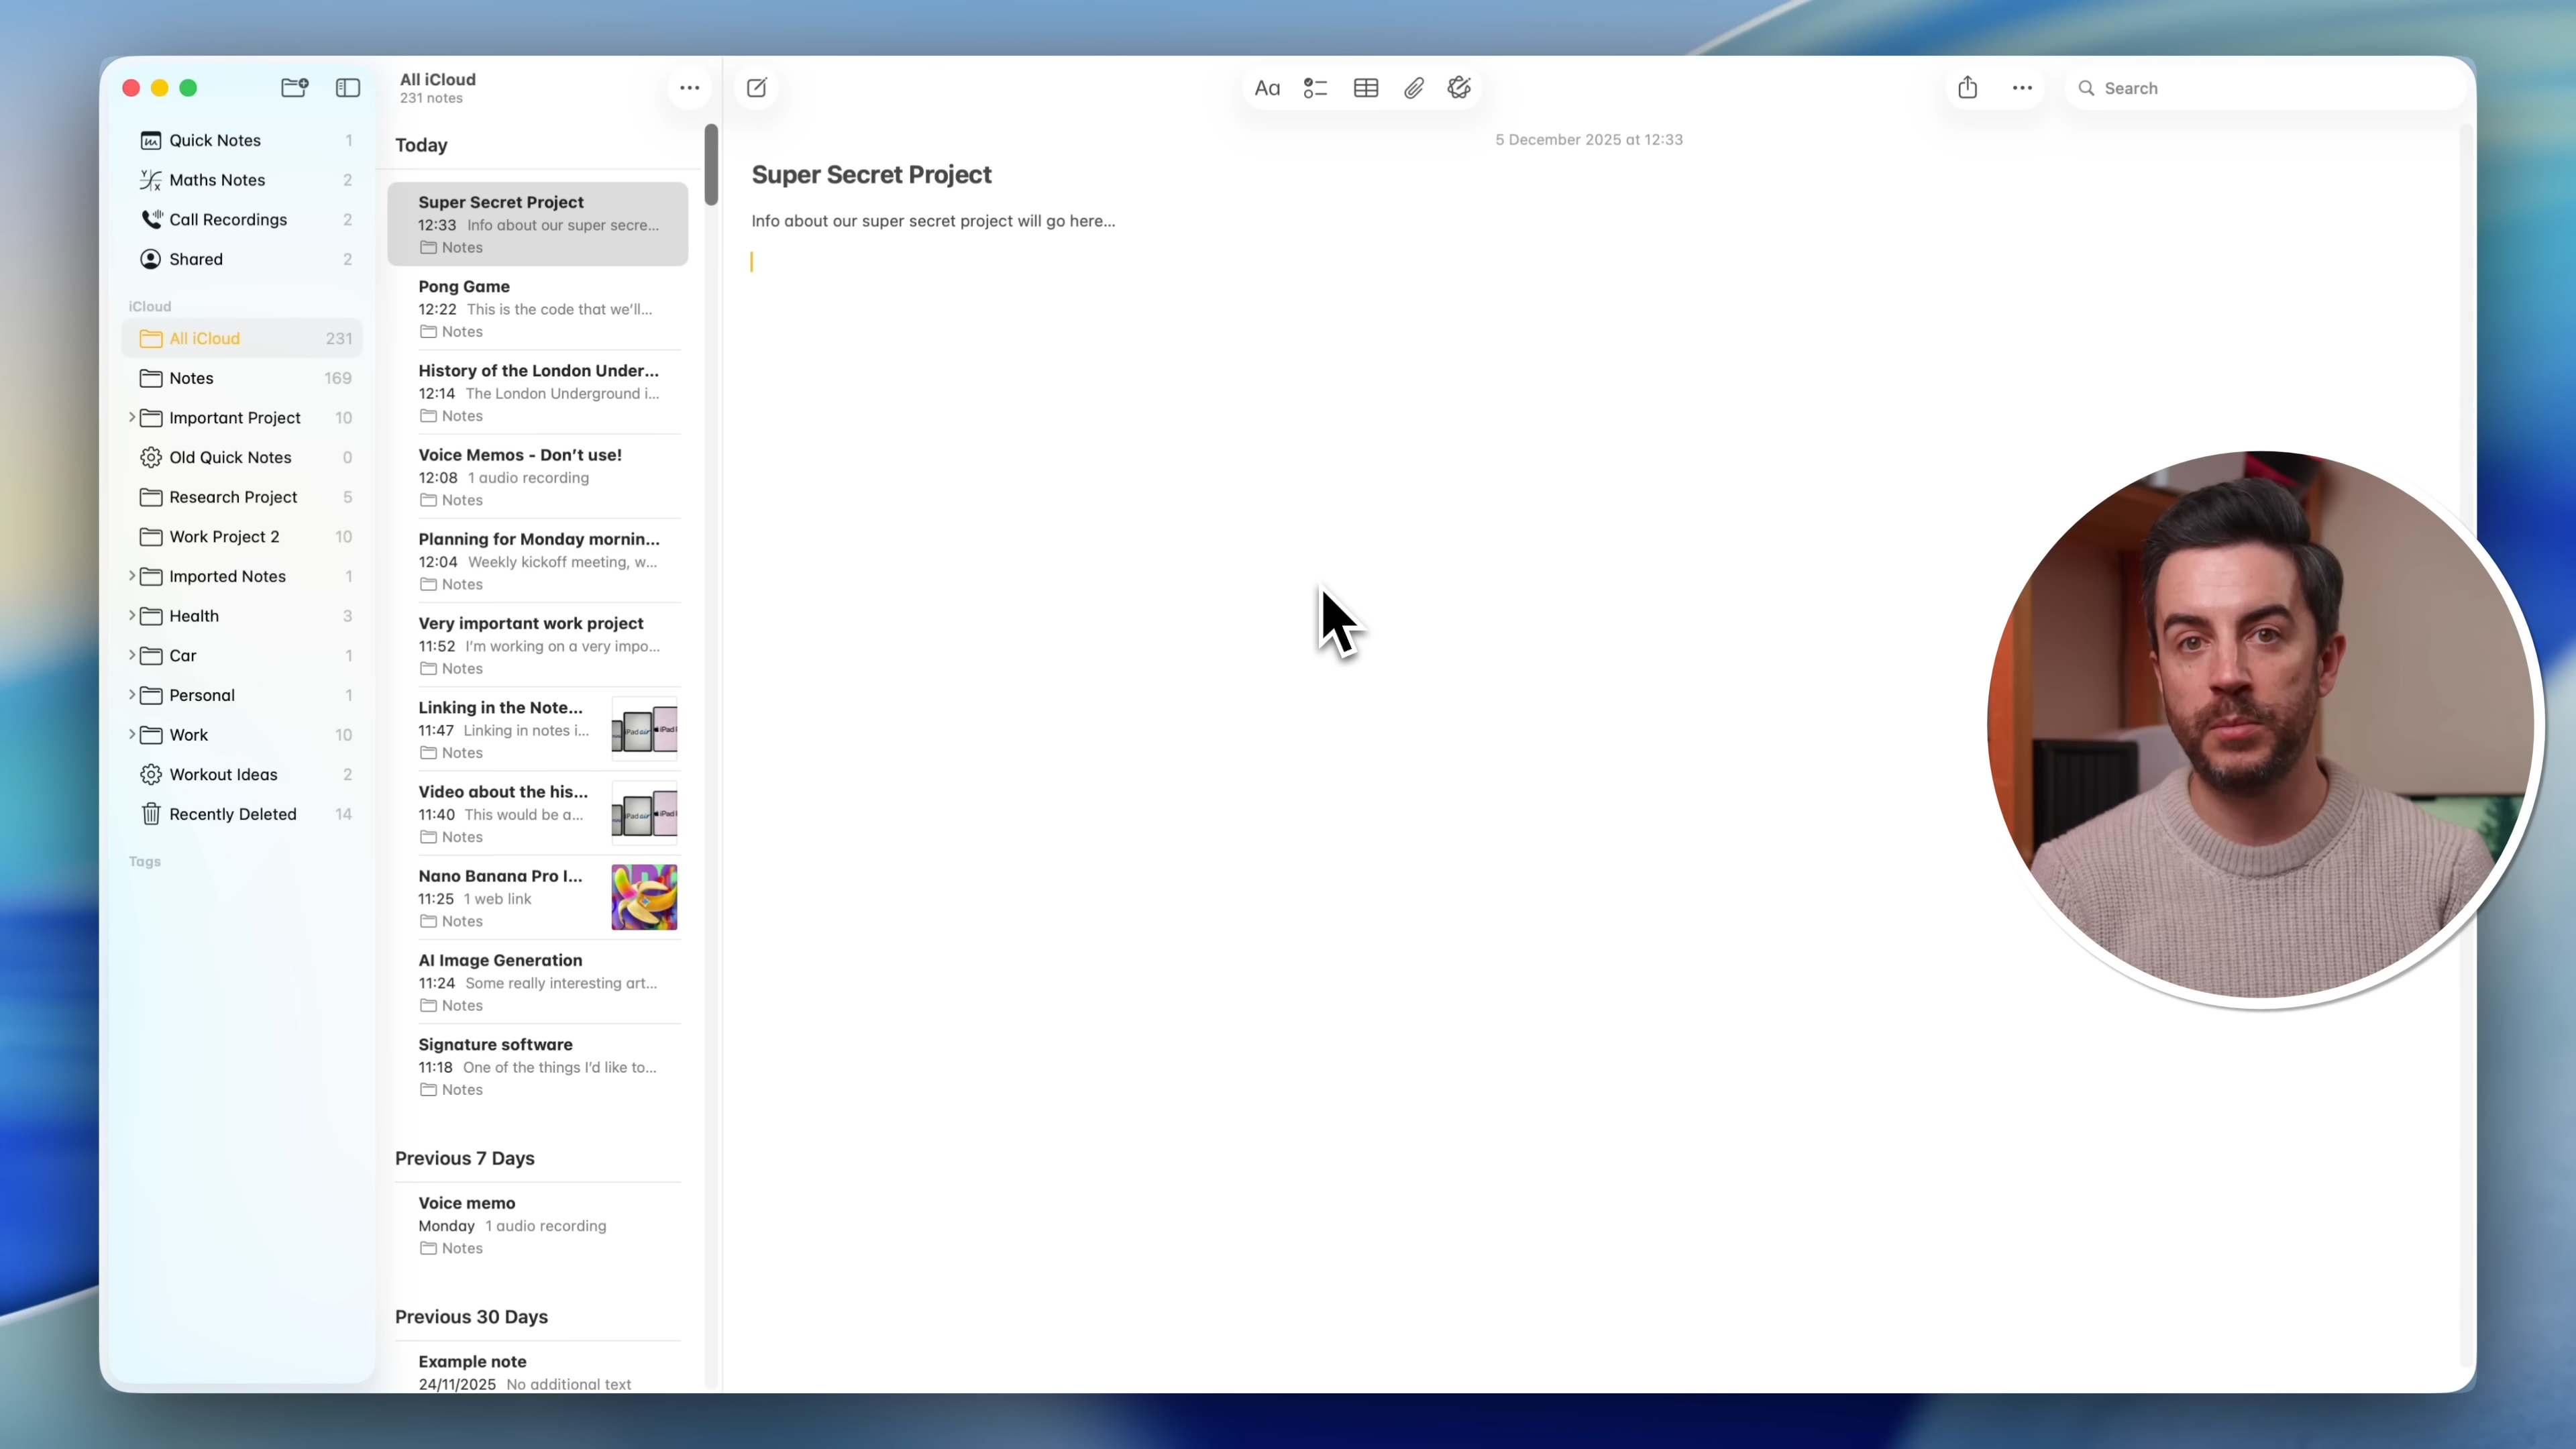 Quick Notes 1
Maths Notes 2
Call Recordings 2
Shared 2
iCloud
All iCloud 231
Notes 169
Important Project 10
Old Quick Notes 0
Research Project 5
Work Project 2 10
Imported Notes 1
Health 3
Car 1
Personal 1
Work 10
Workout Ideas 2
Recently Deleted 14
Tags
All iCloud
231 notes
Today
Super Secret Project
12:33 Info about our super secre...
Notes
Pong Game
12:22 This is the code that we'll...
Notes
History of the London Under...
12:14 The London Underground i...
Notes
Voice Memos - Don't use!
12:08 1 audio recording
Notes
Planning for Monday mornin...
12:04 Weekly kickoff meeting, w...
Notes
Very important work project
11:52 I'm working on a very impo...
Notes
Linking in the Note...
11:47 Linking in notes i...
Notes
Video about the his...
11:40 This would be a...
Notes
Nano Banana Pro I...
11:25 1 web link
Notes
AI Image Generation
11:24 Some really interesting art...
Notes
Signature software
11:18 One of the things I'd like to...
Notes
Previous 7 Days
Voice memo
Monday 1 audio recording
Notes
Previous 30 Days
Example note
24/11/2025 No additional text
Aa
Search
5 December 2025 at 12:33
Super Secret Project
Info about our super secret project will go here...